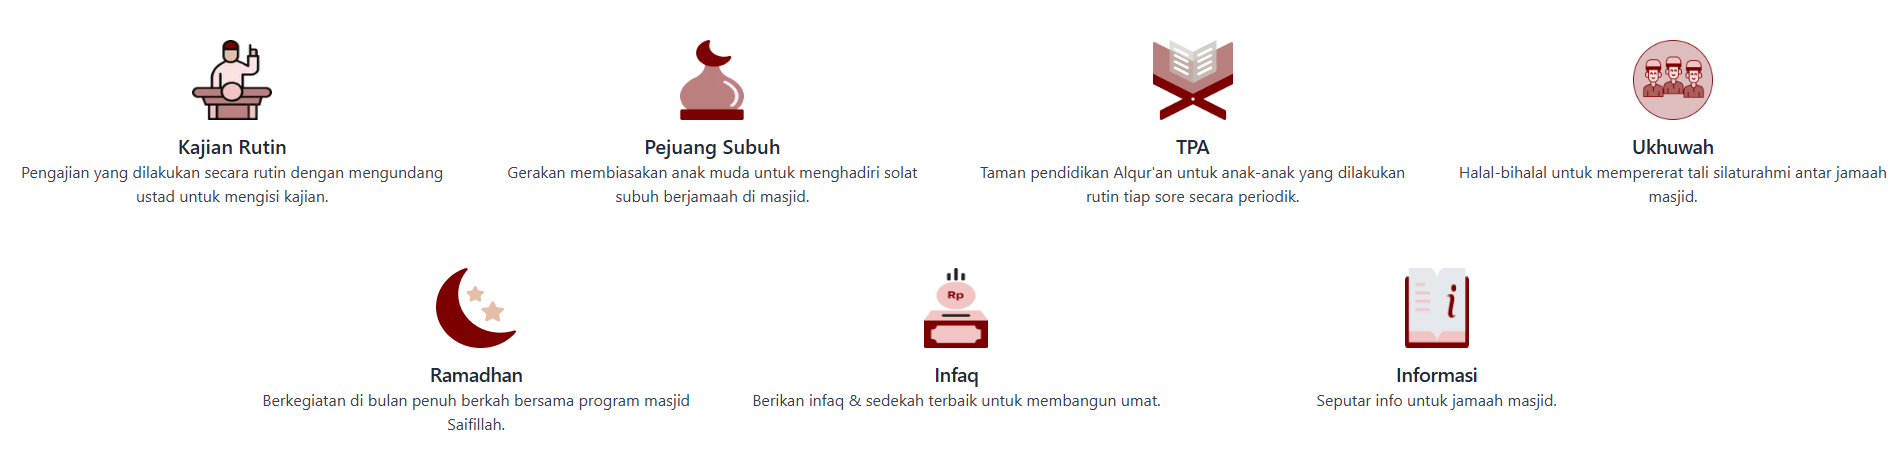 Kajian Rutin
Pengajian yang dilakukan secara rutin dengan mengundang
ustad untuk mengisi kajian.
Pejuang Subuh
Gerakan membiasakan anak muda untuk menghadiri solat
subuh berjamaah di masjid.
TPA
Taman pendidikan Alqur'an untuk anak-anak yang dilakukan
rutin tiap sore secara periodik.
Ukhuwah
Halal-bihalal untuk mempererat tali silaturahmi antar jamaah
masjid.
Ramadhan
Berkegiatan di bulan penuh berkah bersama program masjid
Saifillah.
Rp
Infaq
Berikan infaq & sedekah terbaik untuk membangun umat.
i
Informasi
Seputar info untuk jamaah masjid.